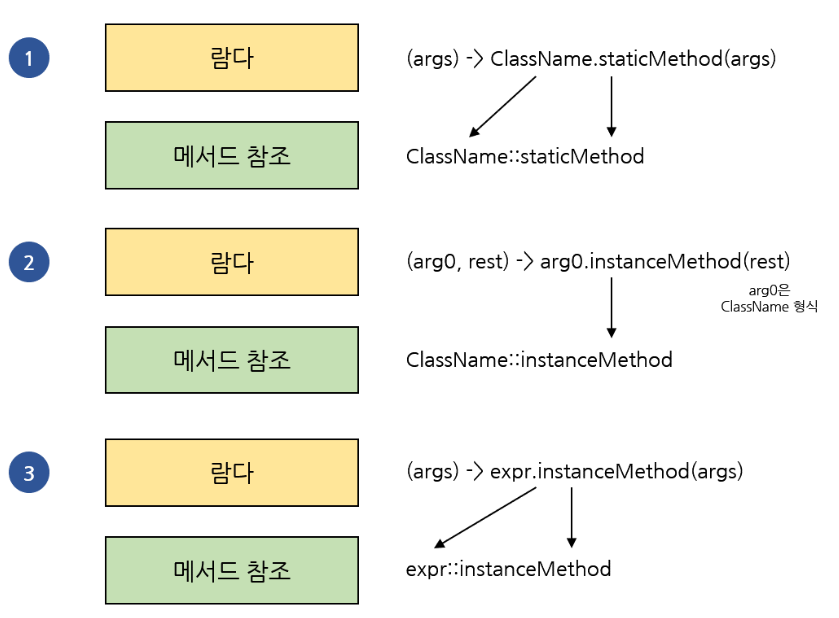 1
람다
(args) -> ClassName.staticMethod(args)
메서드 참조
ClassName::staticMethod
2
람다
(arg0, rest) -> arg0.instanceMethod(rest)
arg0은
ClassName 형식
메서드 참조
ClassName::instanceMethod
3
람다
(args) -> expr.instanceMethod(args)
메서드 참조
expr::instanceMethod